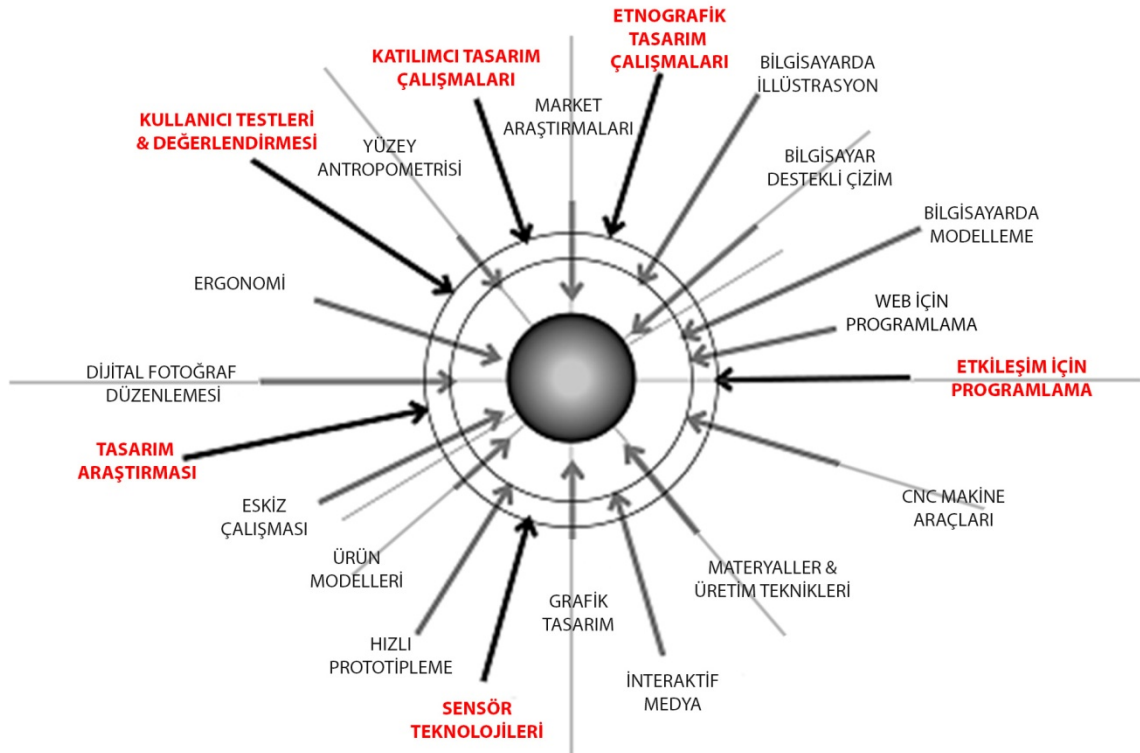 ETNOGRAFİK
TASARIM
ÇALIŞMALARI
KATILIMCI TASARIM
ÇALIŞMALARI
BİLGİSAYARDA
İLLÜSTRASYON
MARKET
ARAŞTIRMALARI
KULLANICI TESTLERİ
& DEĞERLENDİRMESİ
YÜZEY
ANTROPOMETRİSİ
BİLGİSAYAR
DESTEKLİ ÇİZİM
BİLGİSAYARDA
MODELLEME
ERGONOMİ
WEB İÇİN
PROGRAMLAMA
DİJİTAL FOTOĞRAF
DÜZENLEMESİ
ETKİLEŞİM İÇİN
PROGRAMLAMA
TASARIM
ARAŞTIRMASI
ESKİZ
ÇALIŞMASI
CNC MAKİNE
ARAÇLARI
ÜRÜN
MODELLERİ
MATERYALLER &
ÜRETİM TEKNİKLERİ
GRAFİK
TASARIM
HIZLI
PROTOTİPLEME
İNTERAKTİF
MEDYA
SENSÖR
TEKNOLOJİLERİ